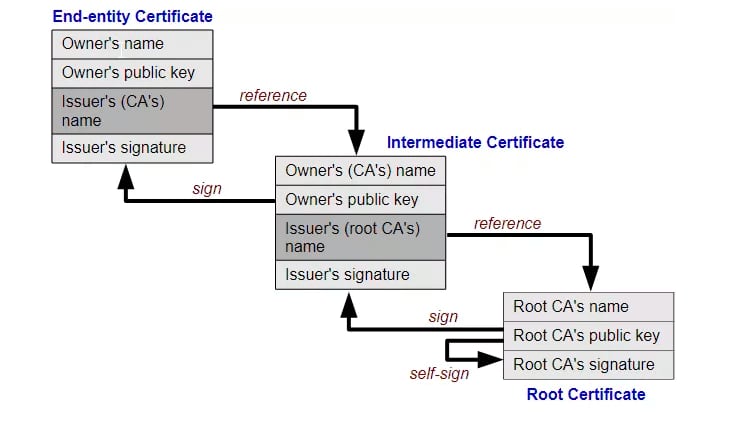 End-entity Certificate
Owner's name
Owner's public key
Issuer's (CA's)
name
Issuer's signature
reference
sign
Intermediate Certificate
Owner's (CA's) name
Owner's public key
Issuer's (root CA's)
name
Issuer's signature
reference
sign
self-sign
Root CA's name
Root CA's public key
Root CA's signature
Root Certificate